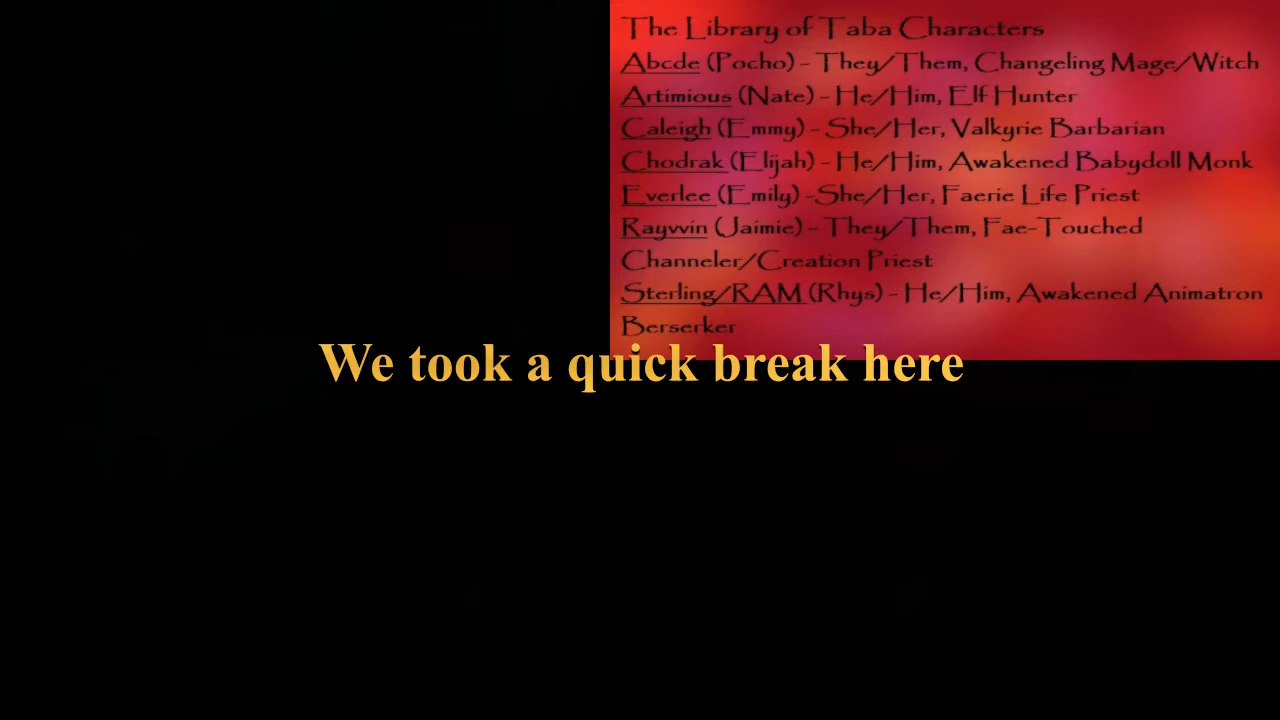 The Library of Taba Characters
Abcde (Pocho) - They/Them, Changeling Mage/Witch
Artimious (Nate) - He/Him, Elf Hunter
Caleigh (Emmy) - She/Her, Valkyrie Barbarian
Chodrak (Elijah) - He/Him, Awakened Babydoll Monk
Everlee (Emily) -She/Her, Faerie Life Priest
Rayvvin (Jaimie) - They/Them, Fae-Touched
Channeler/Creation Priest
Sterling/RAM (Rhys) - He/Him, Awakened Animatron
Berserker
We took a quick break here